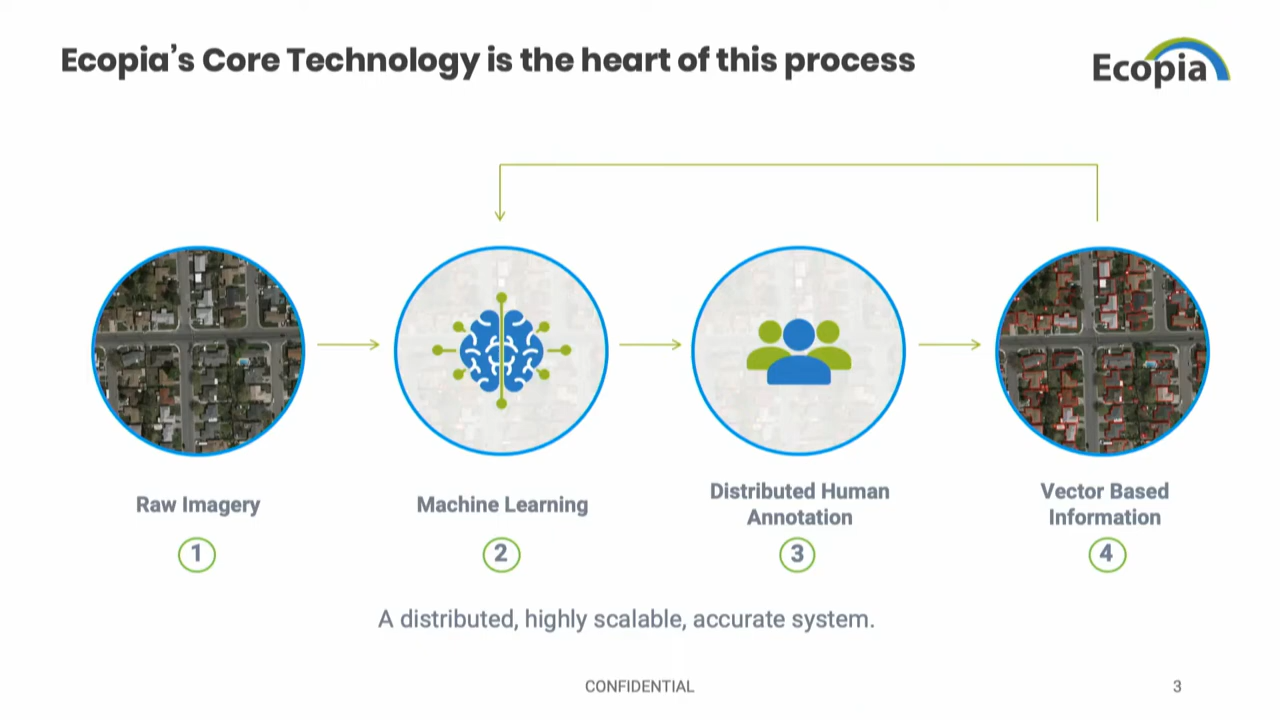 Ecopia's Core Technology is the heart of this process
Ecopia
Raw Imagery
Machine Learning
Distributed Human
Annotation
Vector Based
Information
1
2
3
4
A distributed, highly scalable, accurate system.
CONFIDENTIAL
3